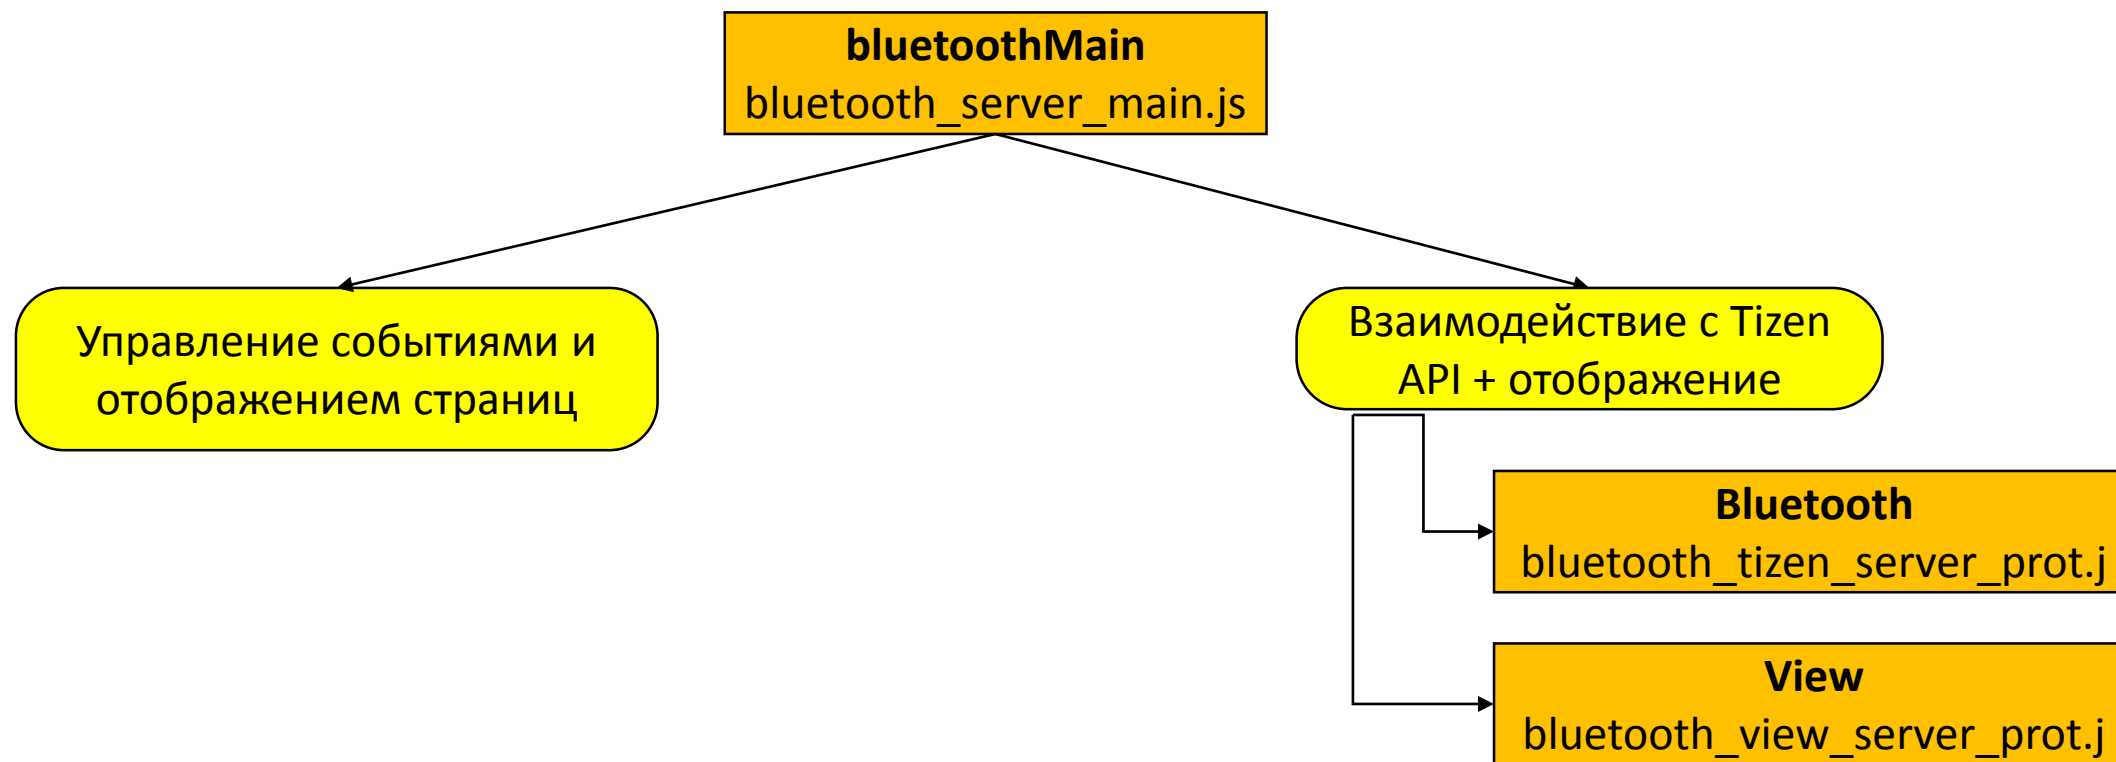 bluetoothMain
bluetooth_server_main.js
Управление событиями и
отображением страниц
Взаимодействие с Tizen
API + отображение
Bluetooth
bluetooth_tizen_server_prot.j
View
bluetooth_view_server_prot.j